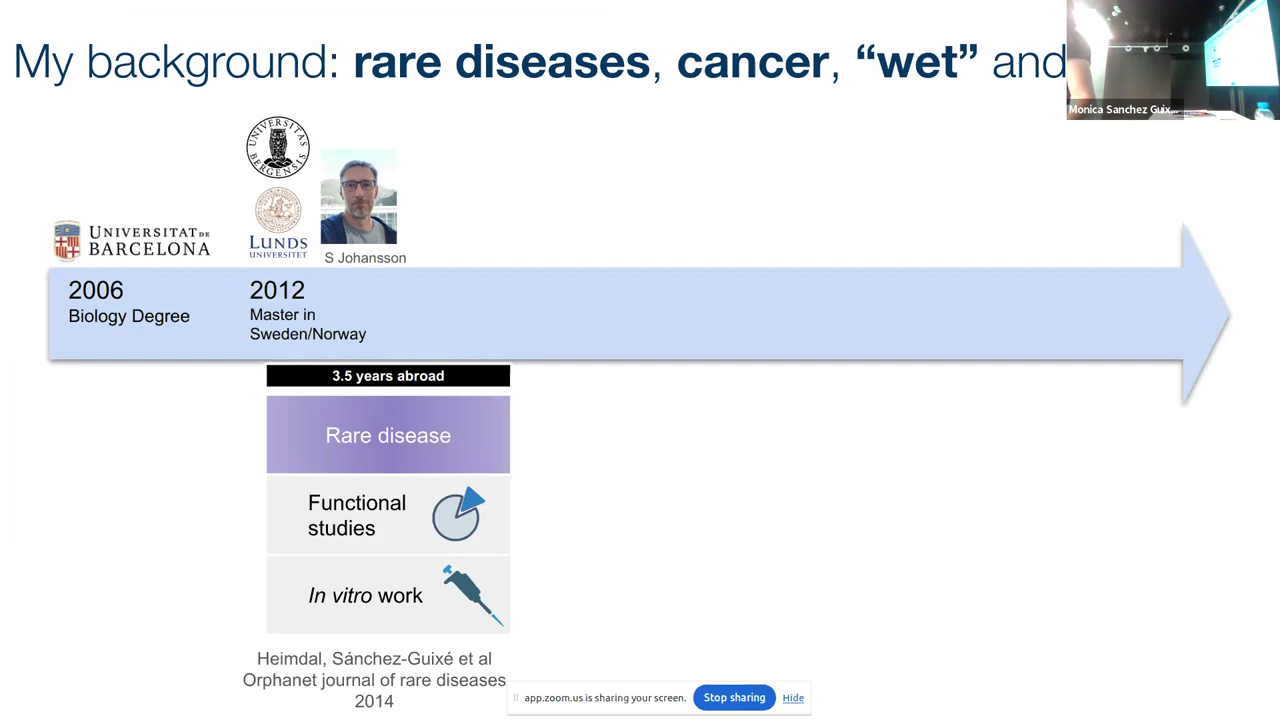 My background: rare diseases, cancer, “wet” and
Monica Sanchez Guix...
UNIVERSITAS BERGENSIS
UNIVERSITAT DE
BARCELONA
LUNDS
UNIVERSITET
S Johansson
2006
Biology Degree
2012
Master in
Sweden/Norway
3.5 years abroad
Rare disease
Functional
studies
In vitro work
Heimdal, Sánchez-Guixé et al
Orphanet journal of rare diseases
2014
app.zoom.us is sharing your screen.
Stop sharing
Hide